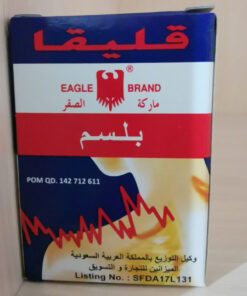 قليقا
EAGLE BRAND ®
ماركة الصقر
بلسم
POM QD. 142 712 611
وكيل التوزيع بالمملكة العربية السعودية
الميزانين للتجارة و التسويق
Listing No. : SFDA17L131